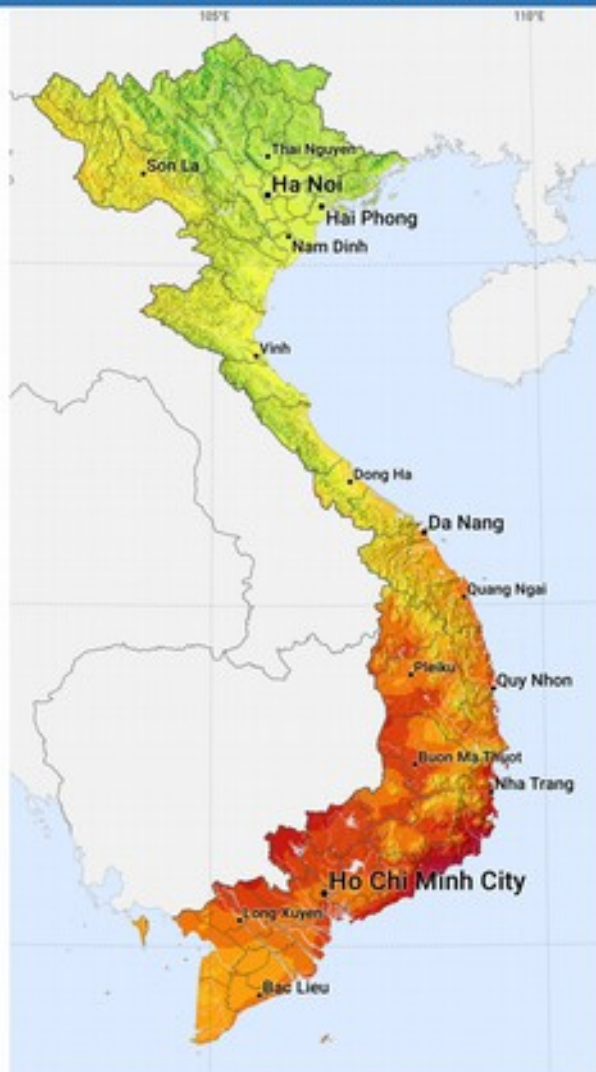 105°E
110°E
Thai Nguyen
Son La
Ha Noi
Hai Phong
Nam Dinh
Vinh
Dong Ha
Da Nang
Quang Ngai
Pleiku
Quy Nhon
Buon Ma Thuot
Nha Trang
Ho Chi Minh City
Long Xuyen
Bac Lieu